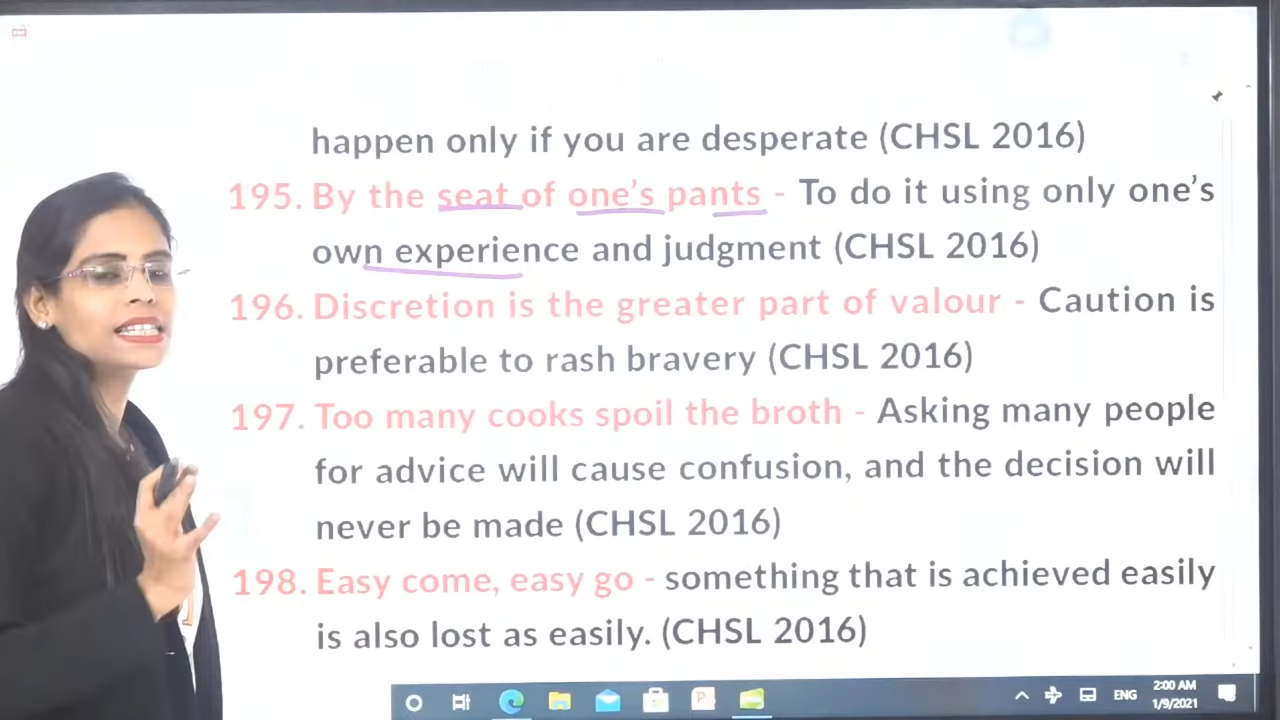 happen only if you are desperate (CHSL 2016)
195. By the seat of one's pants - To do it using only one's
own experience and judgment (CHSL 2016)
196. Discretion is the greater part of valour - Caution is
preferable to rash bravery (CHSL 2016)
197. Too many cooks spoil the broth - Asking many people
for advice will cause confusion, and the decision will
never be made (CHSL 2016)
198. Easy come, easy go - something that is achieved easily
is also lost as easily. (CHSL 2016)
ENG
2:00 AM
1/9/2021